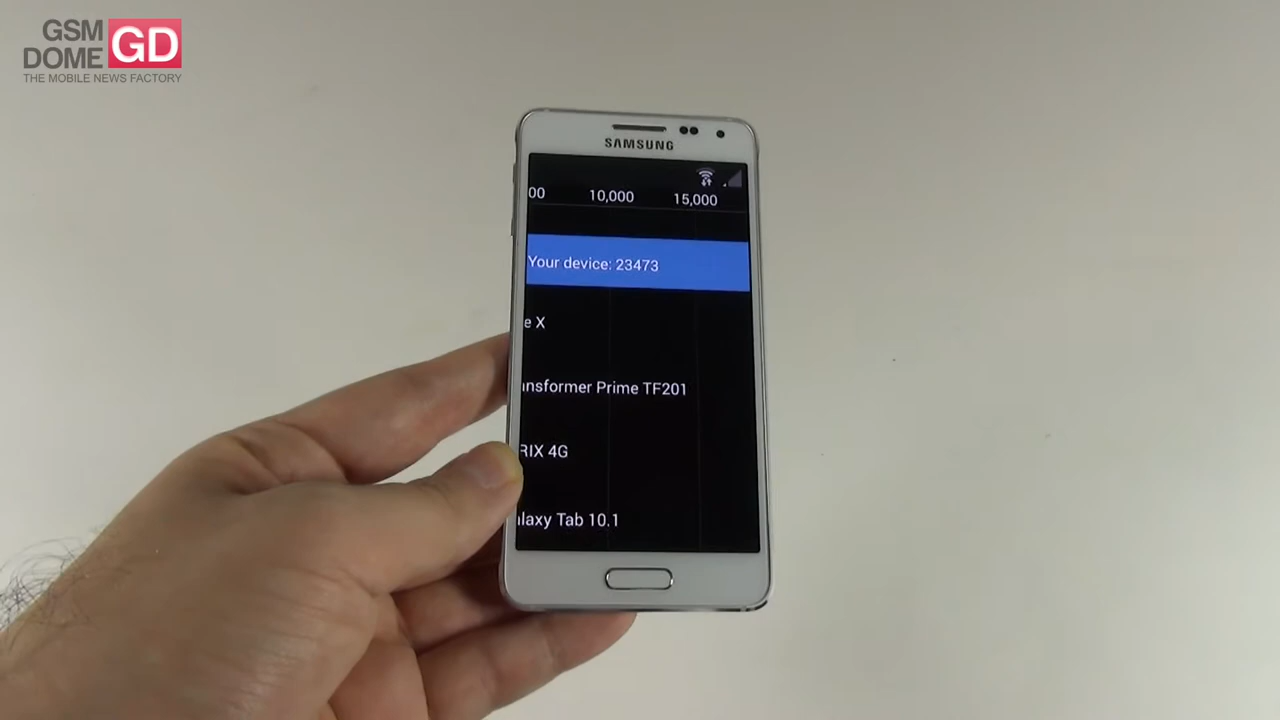 GSM
DOME GD
THE MOBILE NEWS FACTORY
SAMSUNG
00 10,000 15,000
Your device: 23473
e X
ansformer Prime TF201
RIX 4G
laxy Tab 10.1